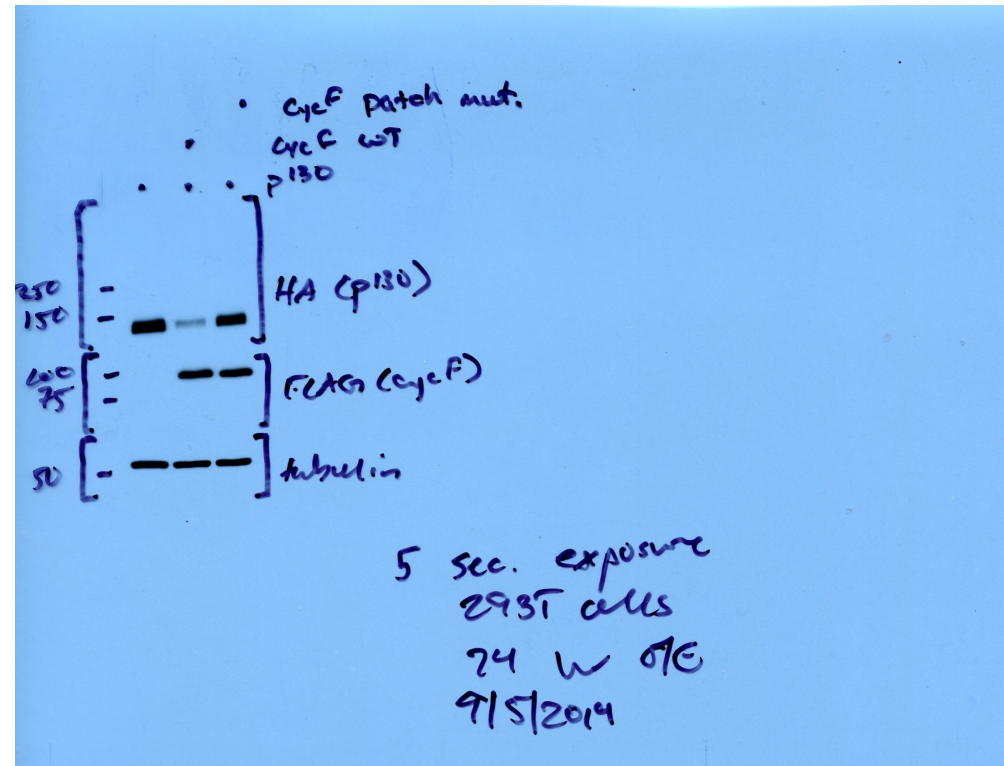 cycF patch mut.
cycF WT
p130
250
150
HA (p130)
100
75
FLAG (cycF)
50
tubulin
5 sec. exposure
293T cells
24 hr O/E
9/5/2014